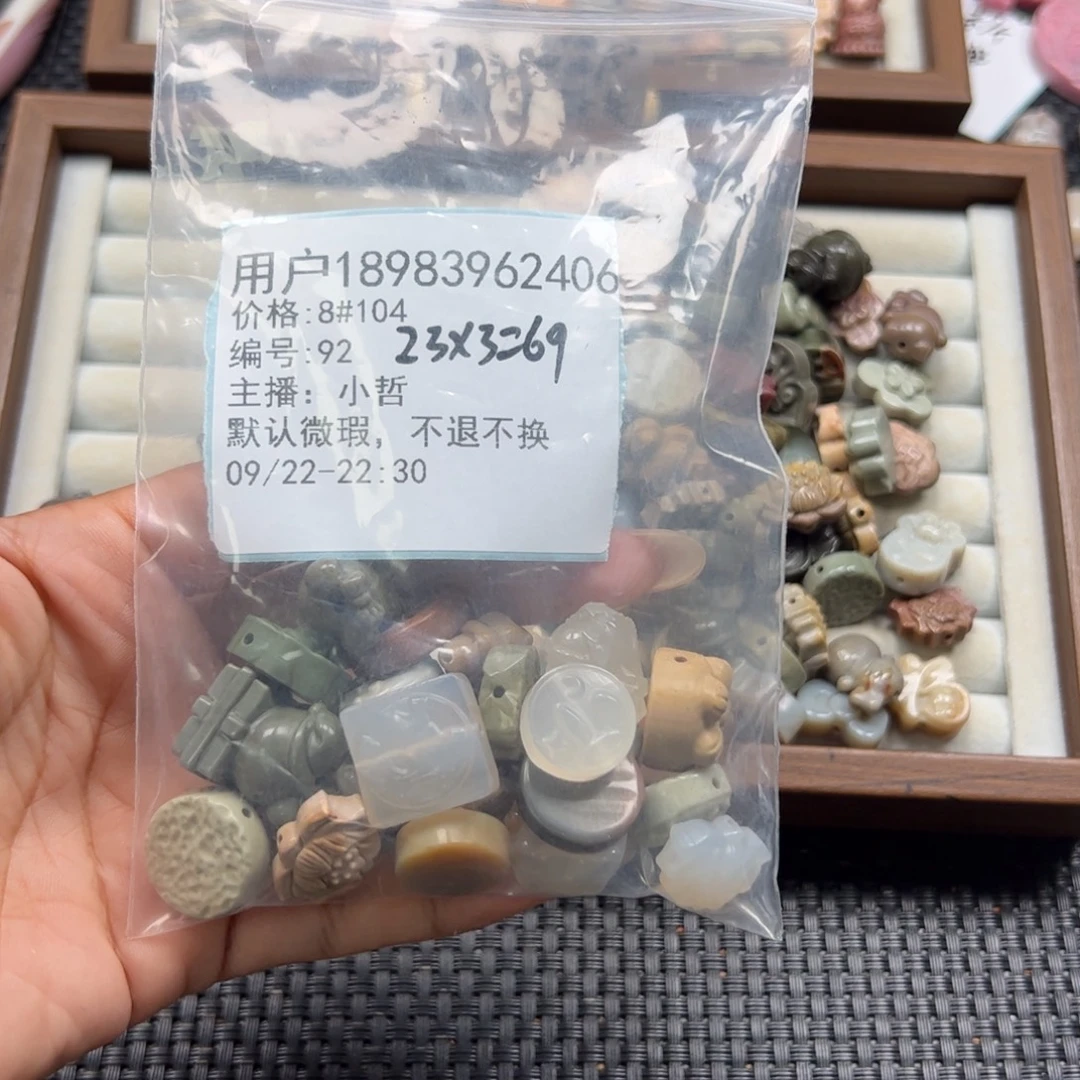 用户18983962406
价格:8#104
编号:92 23x3=69
主播：小哲
默认微瑕，不退不换
09/22-22:30